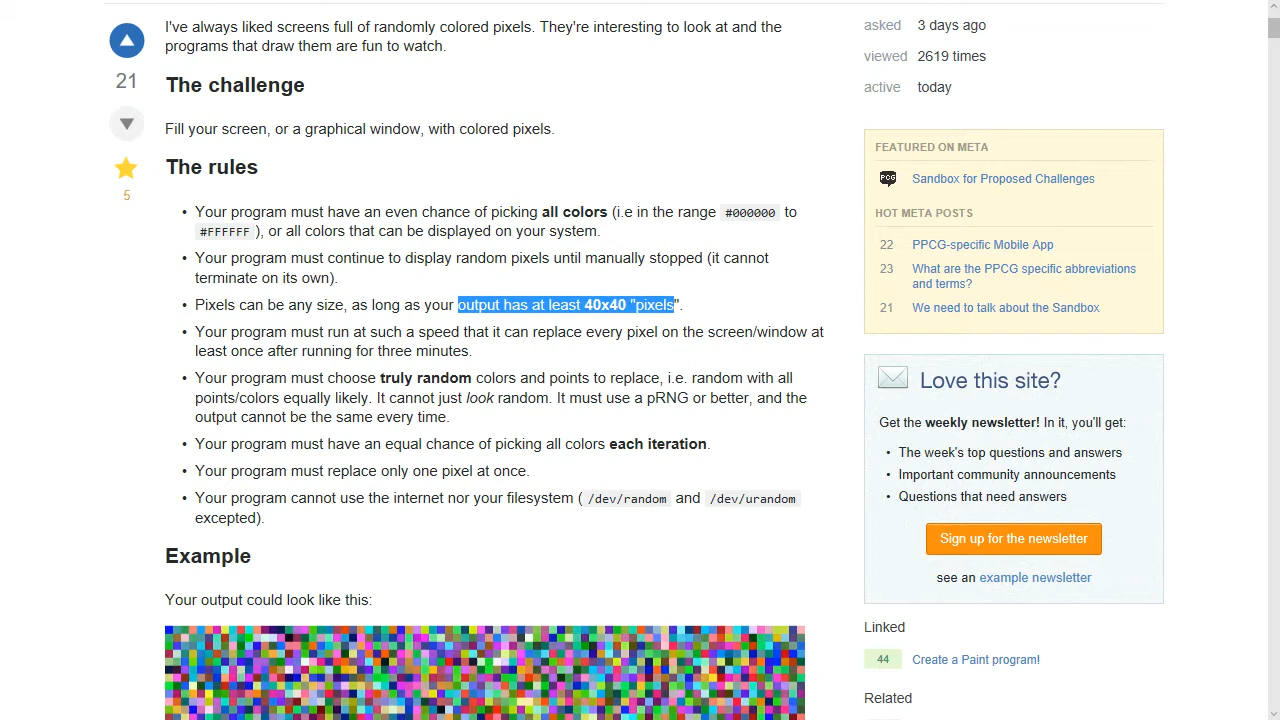 I've always liked screens full of randomly colored pixels. They're interesting to look at and the
programs that draw them are fun to watch.
21
The challenge
Fill your screen, or a graphical window, with colored pixels.
The rules
5
• Your program must have an even chance of picking all colors (i.e in the range #000000 to
#FFFFFF ), or all colors that can be displayed on your system.
• Your program must continue to display random pixels until manually stopped (it cannot
terminate on its own).
• Pixels can be any size, as long as your output has at least 40x40 "pixels".
• Your program must run at such a speed that it can replace every pixel on the screen/window at
least once after running for three minutes.
• Your program must choose truly random colors and points to replace, i.e. random with all
points/colors equally likely. It cannot just look random. It must use a pRNG or better, and the
output cannot be the same every time.
• Your program must have an equal chance of picking all colors each iteration.
• Your program must replace only one pixel at once.
• Your program cannot use the internet nor your filesystem ( /dev/random and /dev/urandom
excepted).
Example
Your output could look like this:
asked 3 days ago
viewed 2619 times
active today
FEATURED ON META
PCG Sandbox for Proposed Challenges
HOT META POSTS
22 PPCG-specific Mobile App
23 What are the PPCG specific abbreviations
and terms?
21 We need to talk about the Sandbox
Love this site?
Get the weekly newsletter! In it, you'll get:
• The week's top questions and answers
• Important community announcements
• Questions that need answers
Sign up for the newsletter
see an example newsletter
Linked
44 Create a Paint program!
Related